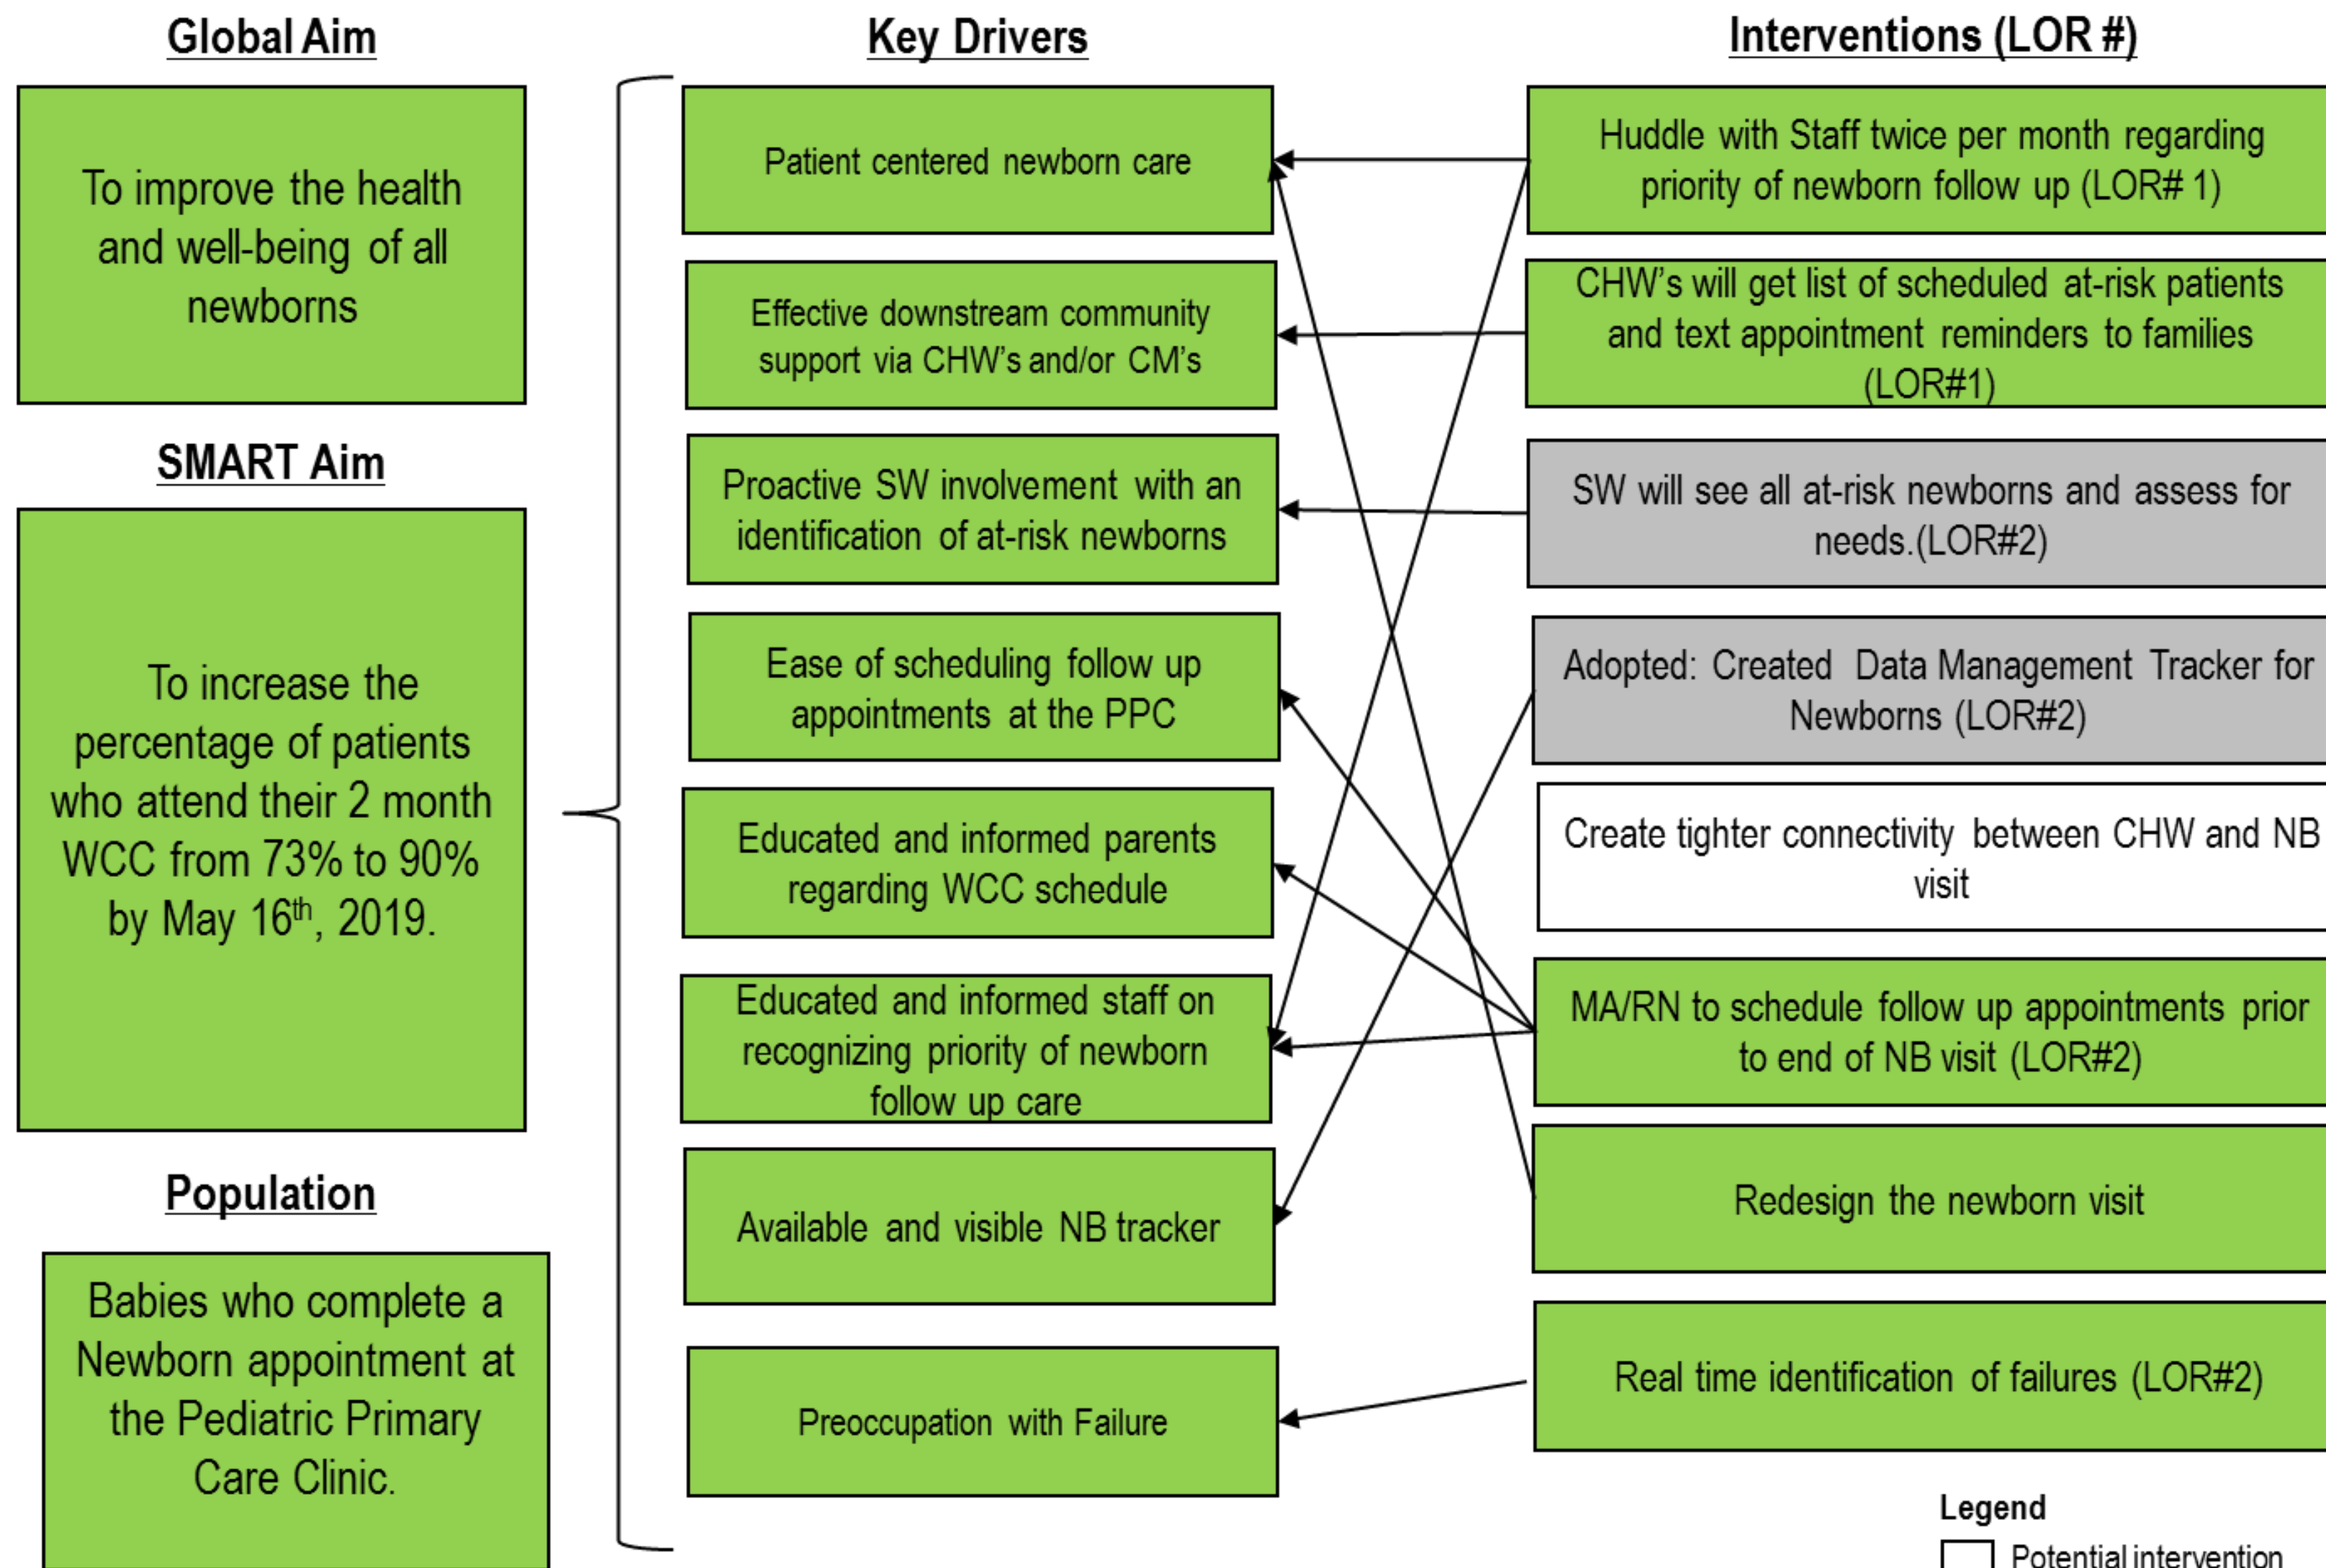 Global Aim
To improve the health
and well-being of all
newborns
SMART Aim
To increase the
percentage of patients
who attend their 2 month
WCC from 73% to 90%
by May 16th, 2019.
Population
Babies who complete a
Newborn appointment at
the Pediatric Primary
Care Clinic.
Key Drivers
Patient centered newborn care
Effective downstream community
support via CHW's and/or CM's
Proactive SW involvement with an
identification of at-risk newborns
Ease of scheduling follow up
appointments at the PPC
Educated and informed parents
regarding WCC schedule
Educated and informed staff on
recognizing priority of newborn
follow up care
Available and visible NB tracker
Preoccupation with Failure
Interventions (LOR #)
Huddle with Staff twice per month regarding
priority of newborn follow up (LOR# 1)
CHW's will get list of scheduled at-risk patients
and text appointment reminders to families
(LOR#1)
SW will see all at-risk newborns and assess for
needs.(LOR#2)
Adopted: Created Data Management Tracker for
Newborns (LOR#2)
Create tighter connectivity between CHW and NB
visit
MA/RN to schedule follow up appointments prior
to end of NB visit (LOR#2)
Redesign the newborn visit
Real time identification of failures (LOR#2)
Legend
Potential intervention